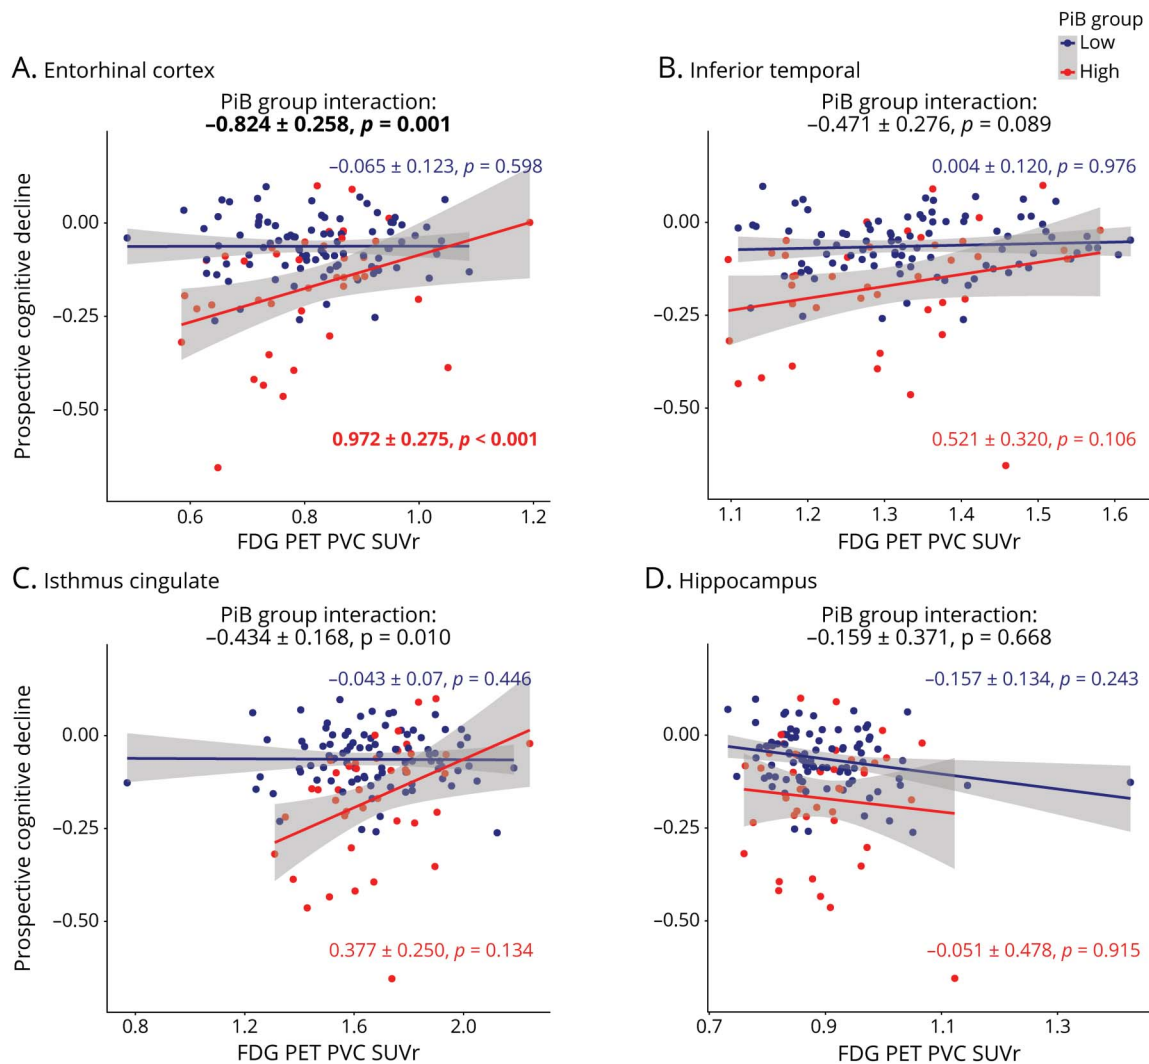 PiB group
Low
High
A. Entorhinal cortex
PiB group interaction:
–0.824 ± 0.258, p = 0.001
–0.065 ± 0.123, p = 0.598
0.972 ± 0.275, p < 0.001
Prospective cognitive decline
0.00
–0.25
–0.50
0.6 0.8 1.0 1.2
FDG PET PVC SUVr
B. Inferior temporal
PiB group interaction:
–0.471 ± 0.276, p = 0.089
0.004 ± 0.120, p = 0.976
0.521 ± 0.320, p = 0.106
0.00
–0.25
–0.50
1.1 1.2 1.3 1.4 1.5 1.6
FDG PET PVC SUVr
C. Isthmus cingulate
PiB group interaction:
–0.434 ± 0.168, p = 0.010
–0.043 ± 0.07, p = 0.446
0.377 ± 0.250, p = 0.134
Prospective cognitive decline
0.00
–0.25
–0.50
0.8 1.2 1.6 2.0
FDG PET PVC SUVr
D. Hippocampus
PiB group interaction:
–0.159 ± 0.371, p = 0.668
–0.157 ± 0.134, p = 0.243
–0.051 ± 0.478, p = 0.915
0.00
–0.25
–0.50
0.7 0.9 1.1 1.3
FDG PET PVC SUVr